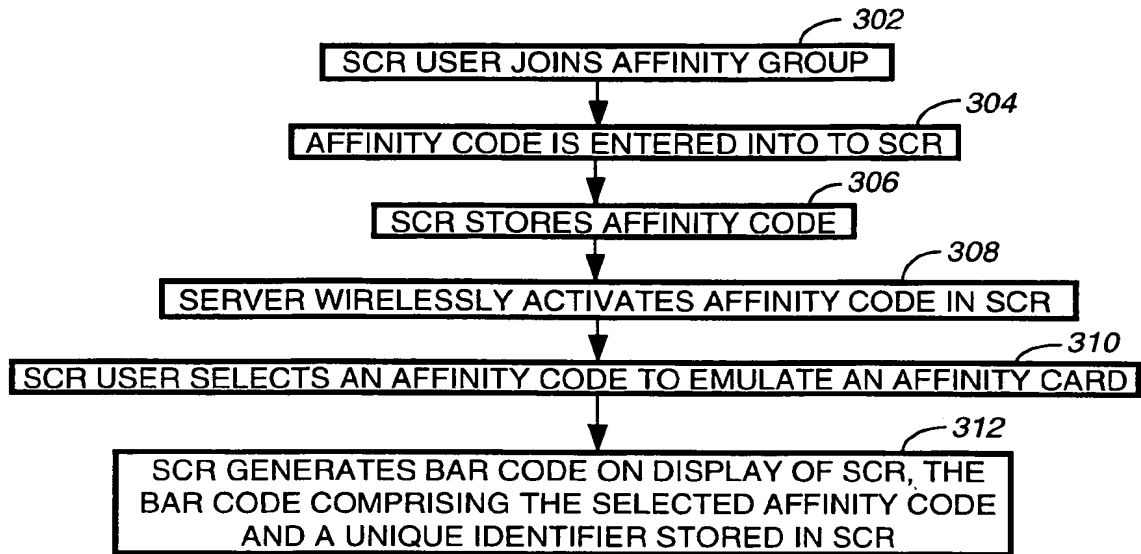 302
SCR USER JOINS AFFINITY GROUP
304
AFFINITY CODE IS ENTERED INTO TO SCR
306
SCR STORES AFFINITY CODE
308
SERVER WIRELESSLY ACTIVATES AFFINITY CODE IN SCR
310
SCR USER SELECTS AN AFFINITY CODE TO EMULATE AN AFFINITY CARD
312
SCR GENERATES BAR CODE ON DISPLAY OF SCR, THE
BAR CODE COMPRISING THE SELECTED AFFINITY CODE
AND A UNIQUE IDENTIFIER STORED IN SCR